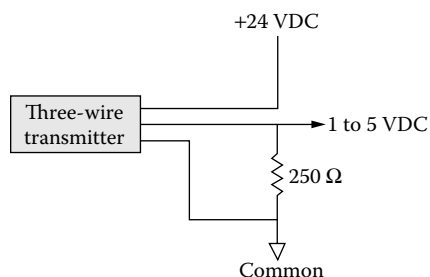 +24 VDC
Three-wire
transmitter
1 to 5 VDC
250 Ω
Common